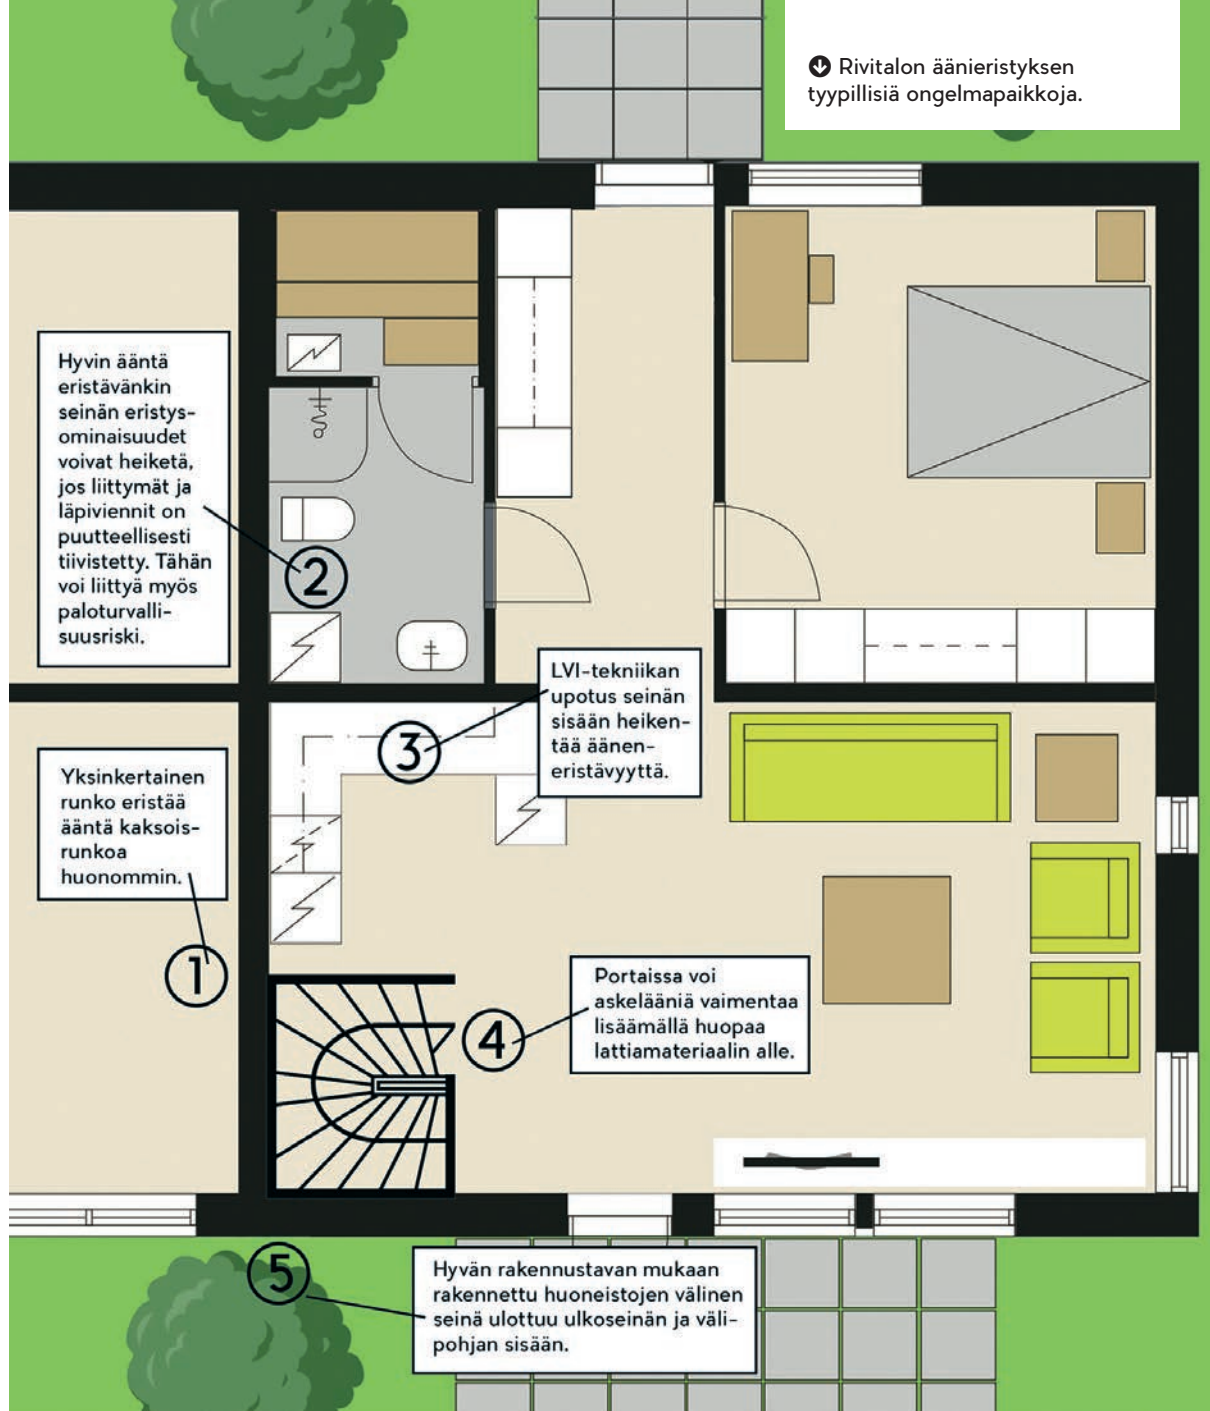 Rivitalon äänieristyksen
tyypillisiä ongelmapaikkoja.
Hyvin ääntä
eristävänkin
seinän eristys-
ominaisuudet
voivat heiketä,
jos liittymät ja
läpiviennit on
puutteellisesti
tiivistetty. Tähän
voi liittyä myös
paloturvalli-
suusriski.
2
LVI-tekniikan
upotus seinän
sisään heiken-
tää äänen-
eristävyyttä.
3
Yksinkertainen
runko eristää
ääntä kaksois-
runkoa
huonommin.
1
Portaissa voi
askelääniä vaimentaa
lisäämällä huopaa
lattiamateriaalin alle.
4
5
Hyvän rakennustavan mukaan
rakennettu huoneistojen välinen
seinä ulottuu ulkoseinän ja väli-
pohjan sisään.